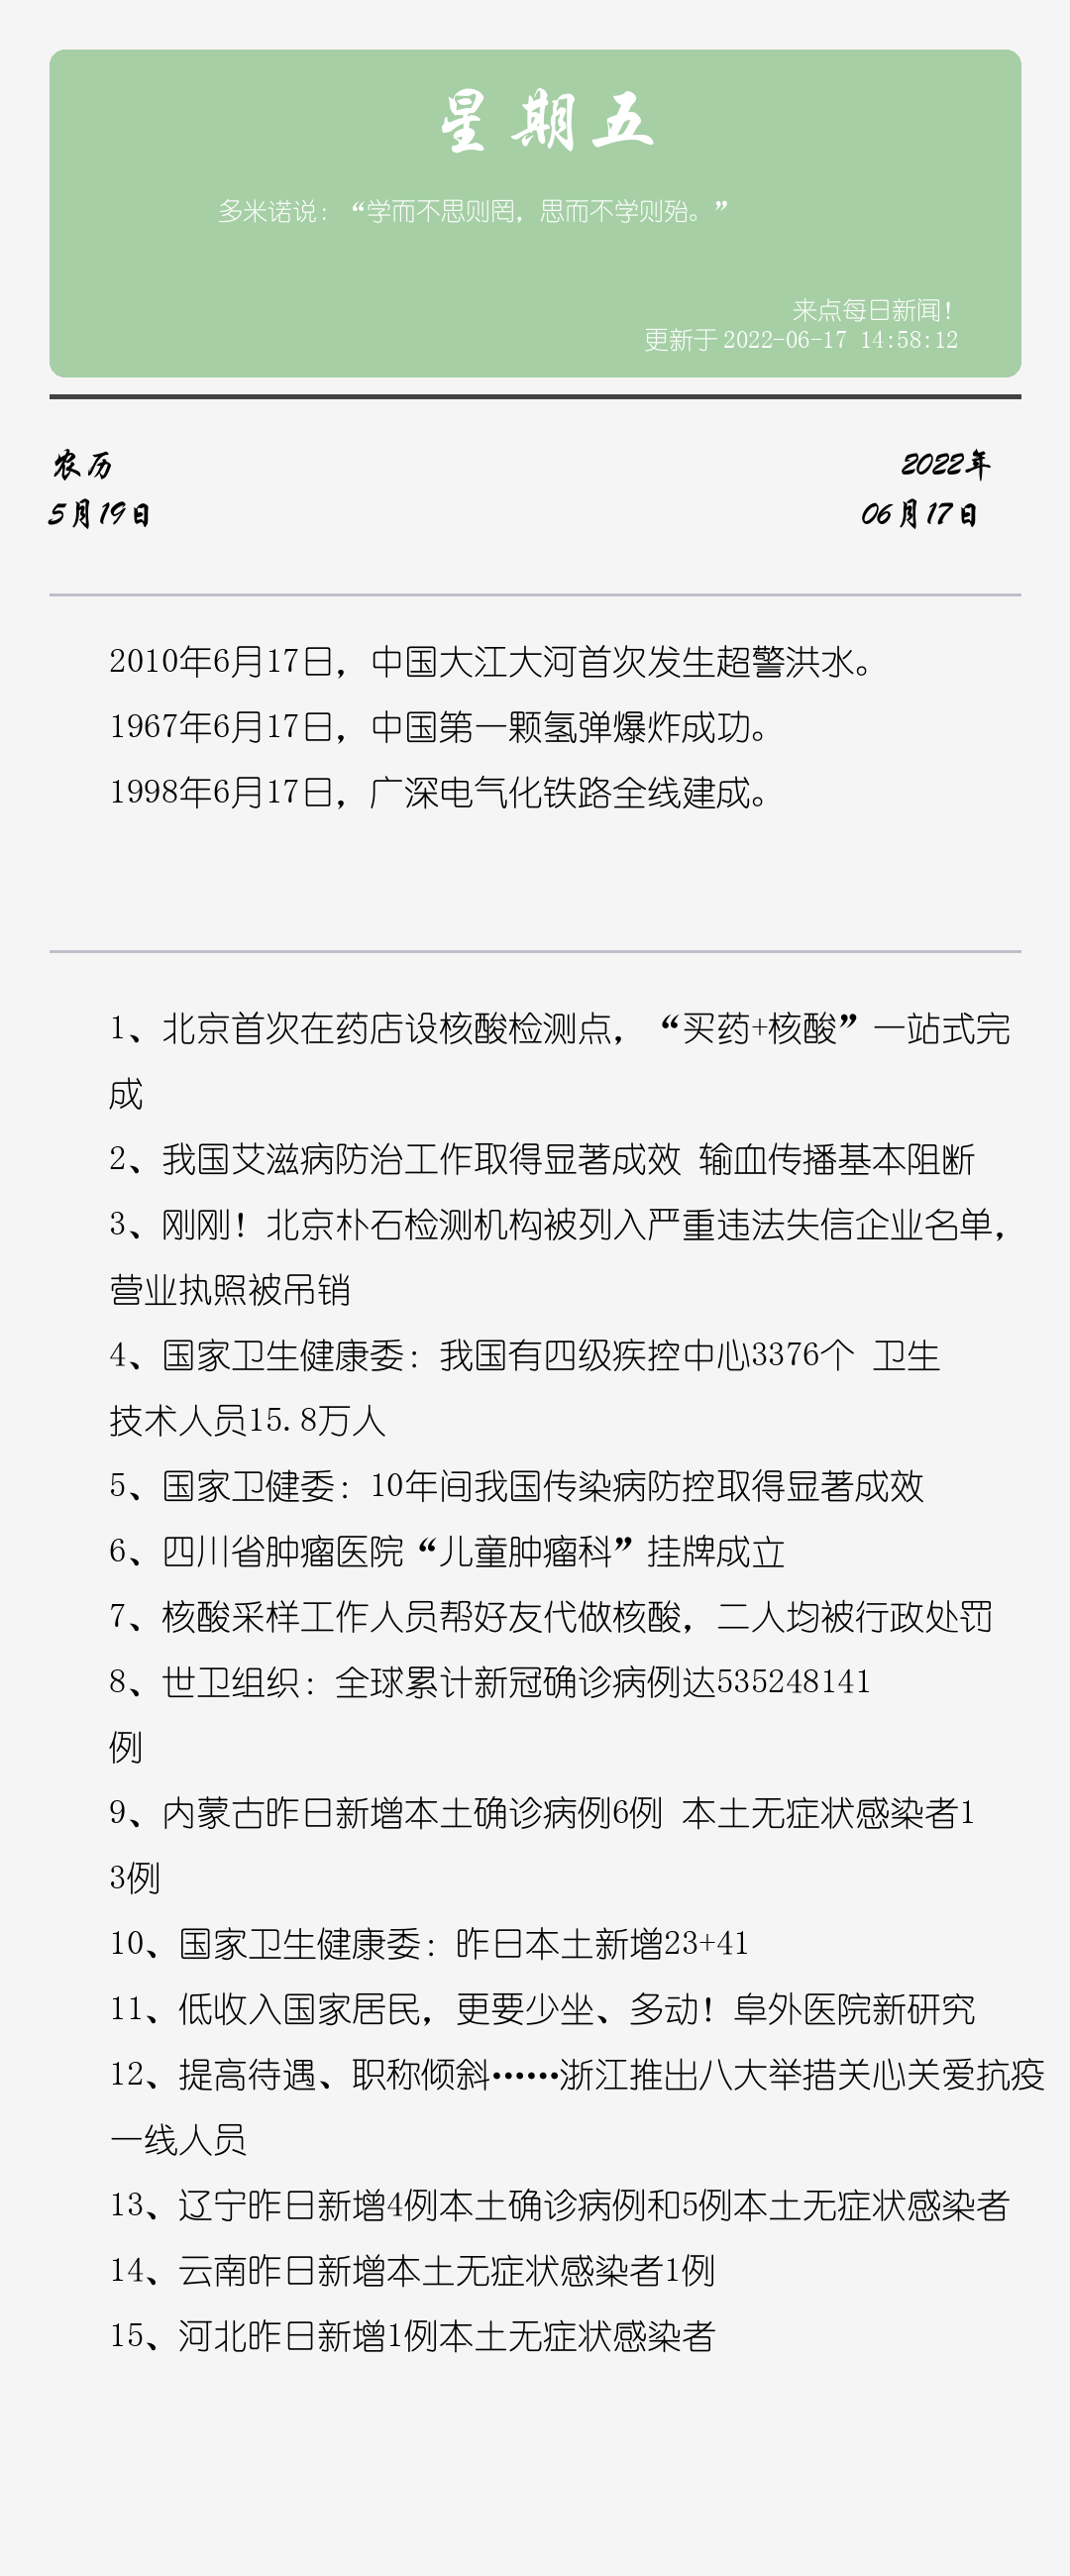 星期五
多米诺说：“学而不思则罔，思而不学则殆。”
来点每日新闻！
更新于2022-06-17 14:58:12
农历
5月19日
2022年
06月17日
2010年6月17日，中国大江大河首次发生超警洪水。
1967年6月17日，中国第一颗氢弹爆炸成功。
1998年6月17日，广深电气化铁路全线建成。
1、北京首次在药店设核酸检测点，“买药+核酸”一站式完
成
2、我国艾滋病防治工作取得显著成效 输血传播基本阻断
3、刚刚！北京朴石检测机构被列入严重违法失信企业名单，
营业执照被吊销
4、国家卫生健康委：我国有四级疾控中心3376个 卫生
技术人员15.8万人
5、国家卫健委：10年间我国传染病防控取得显著成效
6、四川省肿瘤医院“儿童肿瘤科”挂牌成立
7、核酸采样工作人员帮好友代做核酸，二人均被行政处罚
8、世卫组织：全球累计新冠确诊病例达535248141
例
9、内蒙古昨日新增本土确诊病例6例 本土无症状感染者1
3例
10、国家卫生健康委：昨日本土新增23+41
11、低收入国家居民，更要少坐、多动！阜外医院新研究
12、提高待遇、职称倾斜……浙江推出八大举措关心关爱抗疫
一线人员
13、辽宁昨日新增4例本土确诊病例和5例本土无症状感染者
14、云南昨日新增本土无症状感染者1例
15、河北昨日新增1例本土无症状感染者